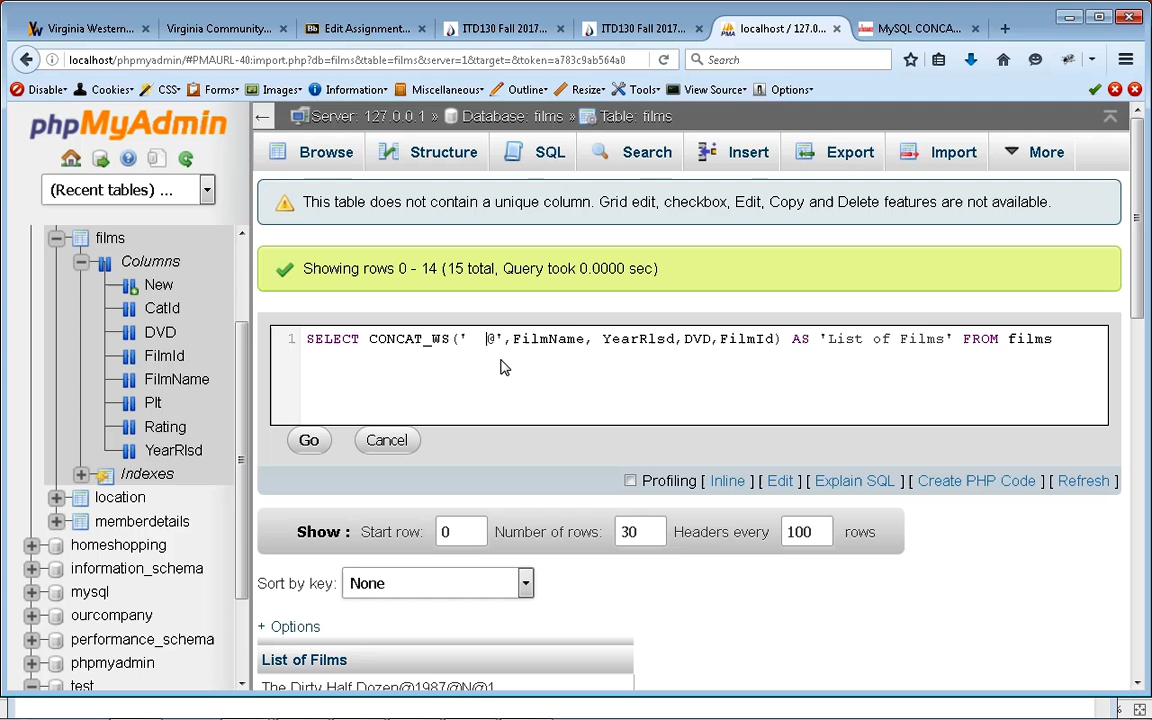 Virginia Western... × Virginia Community... × Bb Edit Assignment... × ITD130 Fall 2017... × ITD130 Fall 2017... × PMA localhost / 127.0... × MySQL CONCA... × +
localhost/phpmyadmin/#PMAURL-40:import.php?db=films&table=films&server=1&target=&token=a783c9ab564a0 Search
Disable Cookies CSS Forms Images Information Miscellaneous Outline Resize Tools View Source Options
phpMyAdmin
Server: 127.0.0.1 » Database: films » Table: films
Browse Structure SQL Search Insert Export Import More
(Recent tables) ...
This table does not contain a unique column. Grid edit, checkbox, Edit, Copy and Delete features are not available.
films
Columns
New
CatId
DVD
FilmId
FilmName
Plt
Rating
YearRlsd
Indexes
location
memberdetails
homeshopping
information_schema
mysql
ourcompany
performance_schema
phpmyadmin
test
Showing rows 0 - 14 (15 total, Query took 0.0000 sec)
1 SELECT CONCAT_WS('  @',FilmName, YearRlsd,DVD,FilmId) AS 'List of Films' FROM films
Go Cancel
Profiling [ Inline ] [ Edit ] [ Explain SQL ] [ Create PHP Code ] [ Refresh ]
Show : Start row: 0 Number of rows: 30 Headers every 100 rows
Sort by key: None
+ Options
List of Films
The Dirty Half Dozen@1987@N@1